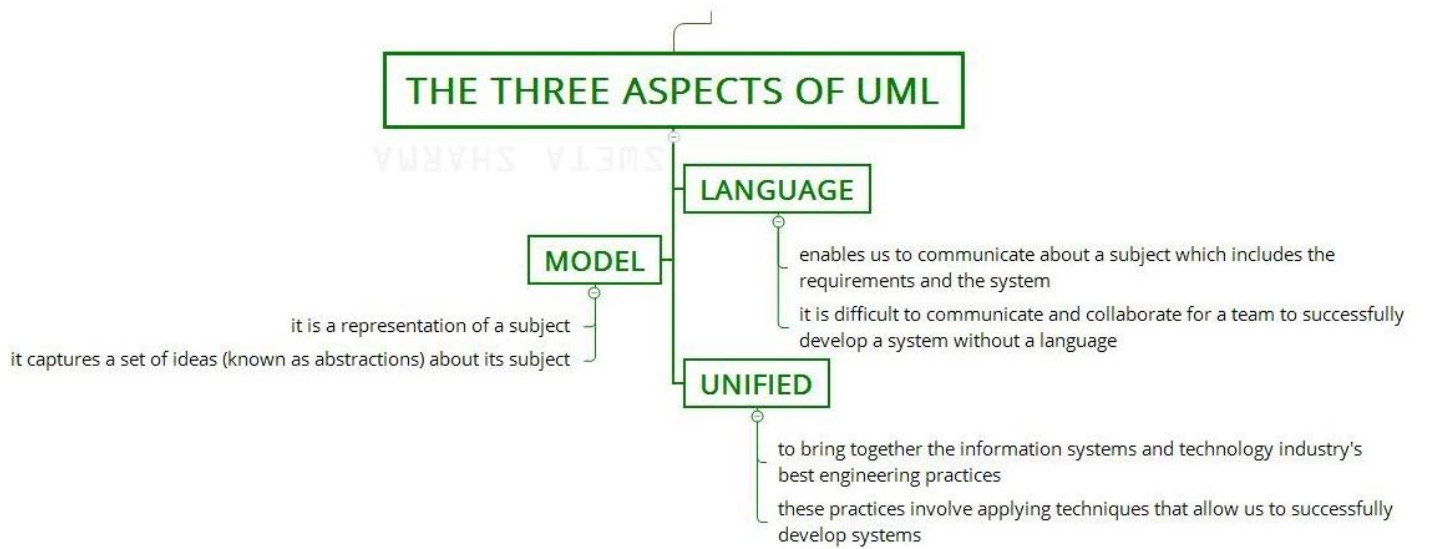 THE THREE ASPECTS OF UML
SWETA SHARMA
LANGUAGE
enables us to communicate about a subject which includes the
requirements and the system
it is difficult to communicate and collaborate for a team to successfully
develop a system without a language
MODEL
it is a representation of a subject
it captures a set of ideas (known as abstractions) about its subject
UNIFIED
to bring together the information systems and technology industry's
best engineering practices
these practices involve applying techniques that allow us to successfully
develop systems